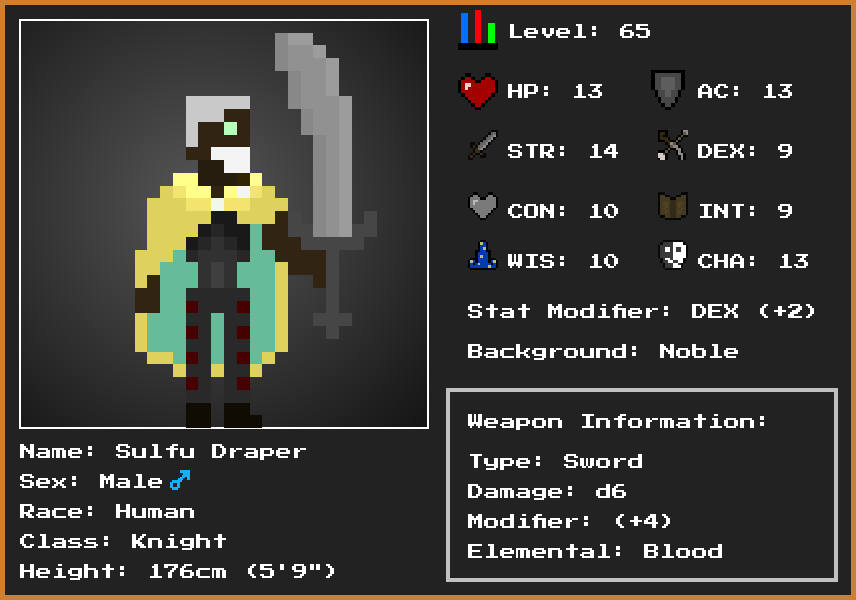 Level: 65
HP: 13
AC: 13
STR: 14
DEX: 9
CON: 10
INT: 9
WIS: 10
CHA: 13
Stat Modifier: DEX (+2)
Background: Noble
Weapon Information:
Type: Sword
Damage: d6
Modifier: (+4)
Elemental: Blood
Name: Sulfu Draper
Sex: Male♂
Race: Human
Class: Knight
Height: 176cm (5'9")